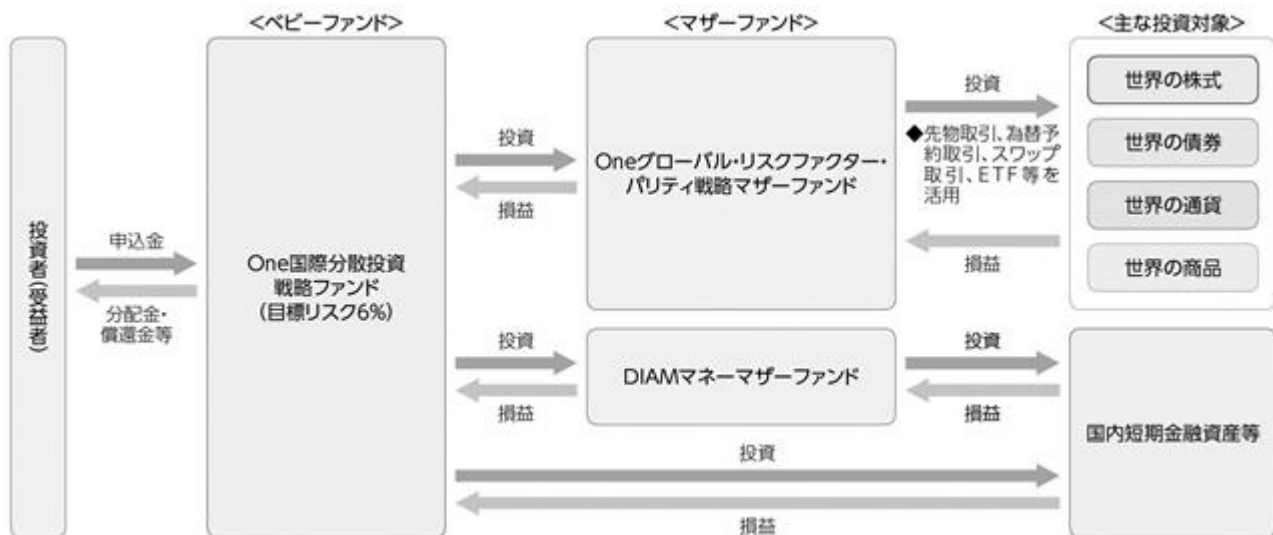 <ベビーファンド>
<マザーファンド>
<主な投資対象>
投資者(受益者)
申込金
分配金・
償還金等
One国際分散投資
戦略ファンド
(目標リスク6%)
投資
損益
Oneグローバル・リスクファクター・
パリティ戦略マザーファンド
投資
◆先物取引、為替予
約取引、スワップ
取引、ETF等を
活用
損益
世界の株式
世界の債券
世界の通貨
世界の商品
投資
損益
DIAMマネーマザーファンド
投資
損益
国内短期金融資産等
投資
損益